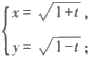 x = √1+t ,
y = √1−t ;